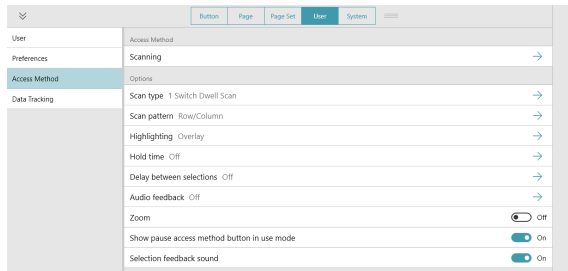 Button Page Page Set User System
User
Preferences
Access Method
Data Tracking
Access Method
Scanning
Options
Scan type 1 Switch Dwell Scan
Scan pattern Row/Column
Highlighting Overlay
Hold time Off
Delay between selections Off
Audio feedback Off
Zoom Off
Show pause access method button in use mode On
Selection feedback sound On